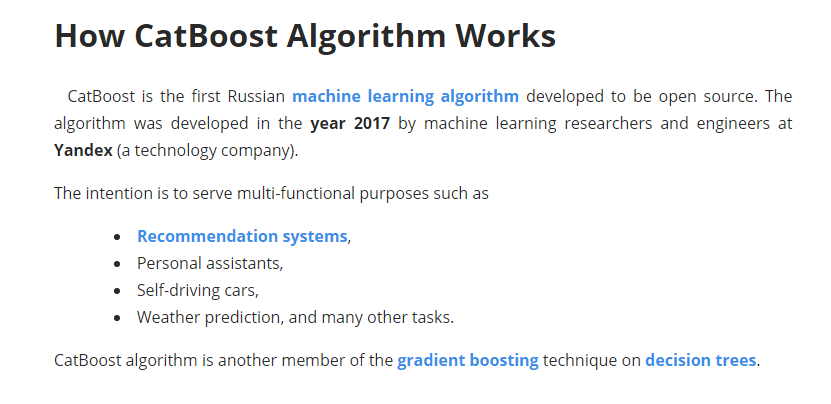 How CatBoost Algorithm Works
CatBoost is the first Russian machine learning algorithm developed to be open source. The
algorithm was developed in the year 2017 by machine learning researchers and engineers at
Yandex (a technology company).
The intention is to serve multi-functional purposes such as
• Recommendation systems,
• Personal assistants,
• Self-driving cars,
• Weather prediction, and many other tasks.
CatBoost algorithm is another member of the gradient boosting technique on decision trees.